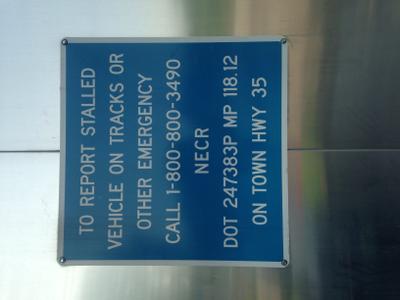 TO REPORT STALLED
VEHICLE ON TRACKS OR
OTHER EMERGENCY
CALL 1-800-800-3490
NECR
DOT 247383P MP 118.12
ON TOWN HWY 35